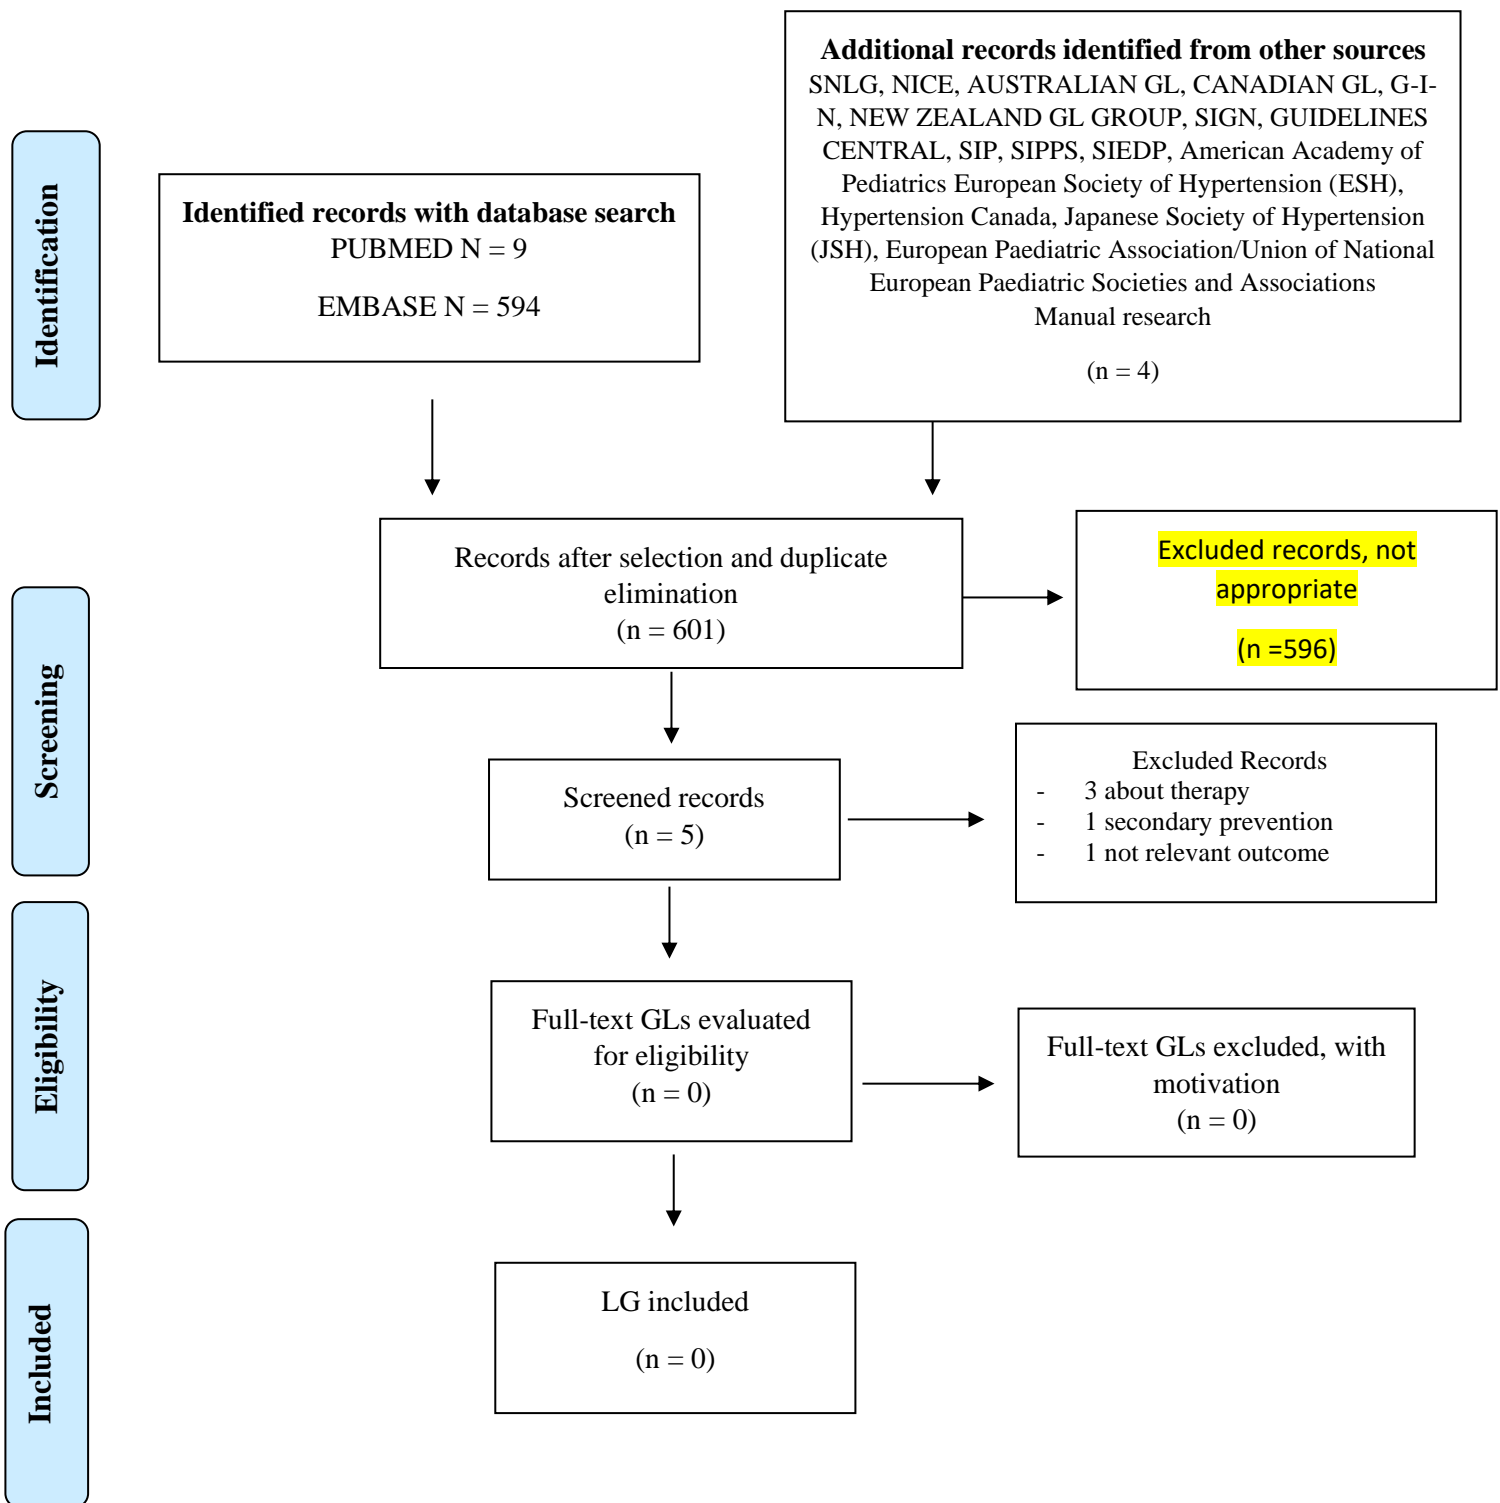 Additional records identified from other sources
SNLG, NICE, AUSTRALIAN GL, CANADIAN GL, G-I-
N, NEW ZEALAND GL GROUP, SIGN, GUIDELINES
CENTRAL, SIP, SIPPS, SIEDP, American Academy of
Pediatrics European Society of Hypertension (ESH),
Hypertension Canada, Japanese Society of Hypertension
(JSH), European Paediatric Association/Union of National
European Paediatric Societies and Associations
Manual research
(n = 4)
Identification
Identified records with database search
PUBMED N = 9
EMBASE N = 594
Records after selection and duplicate
elimination
(n = 601)
Excluded records, not
appropriate
(n =596)
Screening
Screened records
(n = 5)
Excluded Records
- 3 about therapy
- 1 secondary prevention
- 1 not relevant outcome
Eligibility
Full-text GLs evaluated
for eligibility
(n = 0)
Full-text GLs excluded, with
motivation
(n = 0)
Included
LG included
(n = 0)